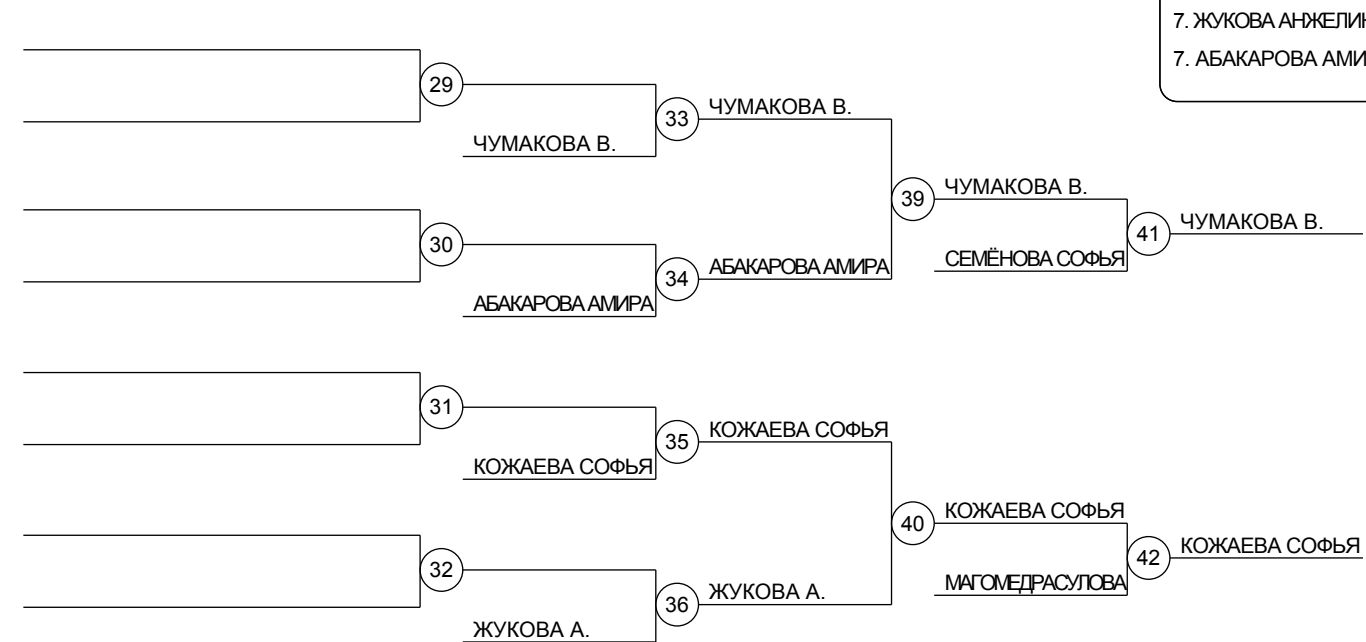 7. ЖУКОВА АНЖЕЛИ
7. АБАКАРОВА АМИ
29
33
ЧУМАКОВА В.
ЧУМАКОВА В.
39
ЧУМАКОВА В.
41
ЧУМАКОВА В.
30
СЕМЁНОВА СОФЬЯ
34
АБАКАРОВА АМИРА
АБАКАРОВА АМИРА
31
35
КОЖАЕВА СОФЬЯ
КОЖАЕВА СОФЬЯ
40
КОЖАЕВА СОФЬЯ
42
КОЖАЕВА СОФЬЯ
32
МАГОМЕДРАСУЛОВА
36
ЖУКОВА А.
ЖУКОВА А.